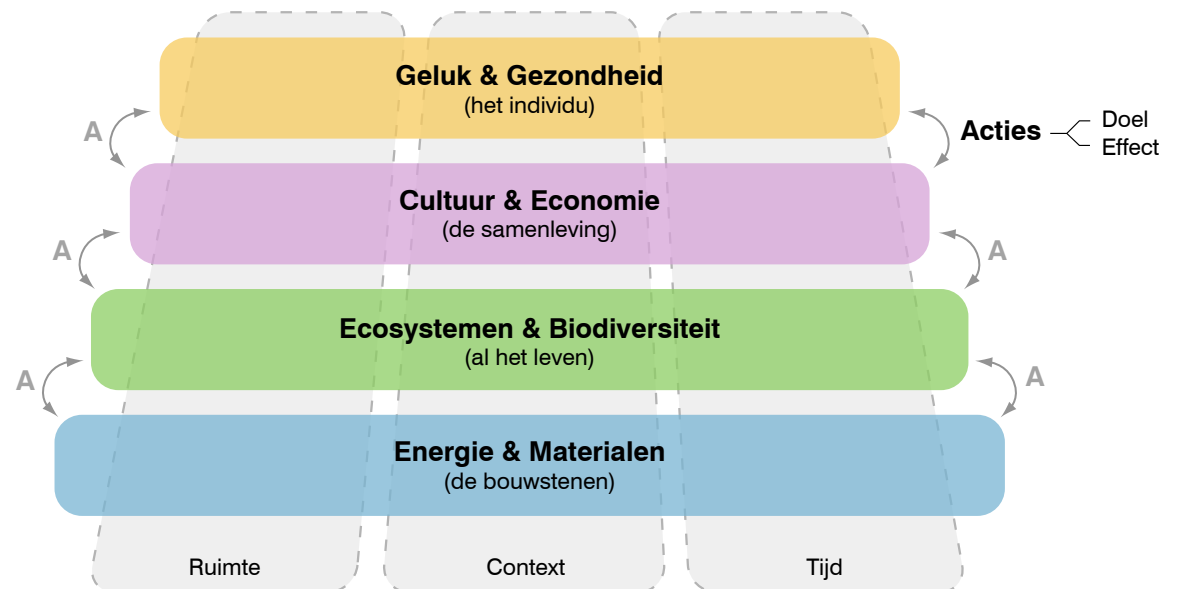 Geluk & Gezondheid
(het individu)
A
Acties
Doel
Effect
Cultuur & Economie
(de samenleving)
A
A
Ecosystemen & Biodiversiteit
(al het leven)
A
A
Energie & Materialen
(de bouwstenen)
Ruimte
Context
Tijd